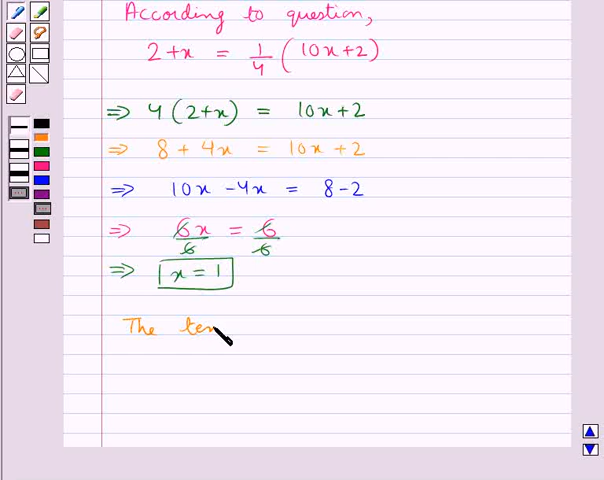 According to question,
2+x = 1/4 (10x+2)
⇒ 4(2+x) = 10x+2
⇒ 8 + 4x = 10x + 2
⇒ 10x - 4x = 8 - 2
⇒ 6x/6 = 6/6
⇒ x = 1
The ten